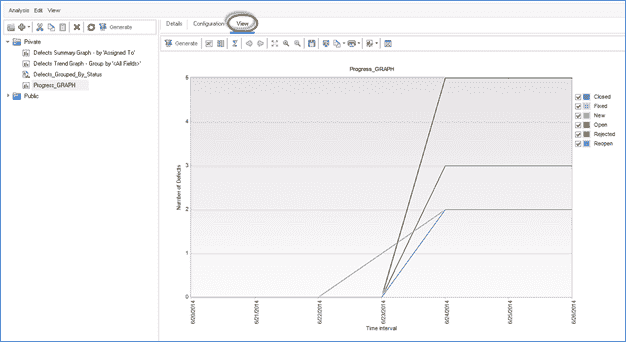 Analysis Edit View
Generate
Private
Defects Summary Graph - by 'Assigned To'
Defects Trend Graph - Group by '<All Fields>'
Defects_Grouped_By_Status
Progress_GRAPH
Public
Details Configuration View
Generate
Progress_GRAPH
Number of Defects
5
4
3
2
1
0
6/20/2014
6/21/2014
6/22/2014
6/23/2014
6/24/2014
6/25/2014
6/26/2014
Time interval
Closed
Fixed
New
Open
Rejected
Reopen